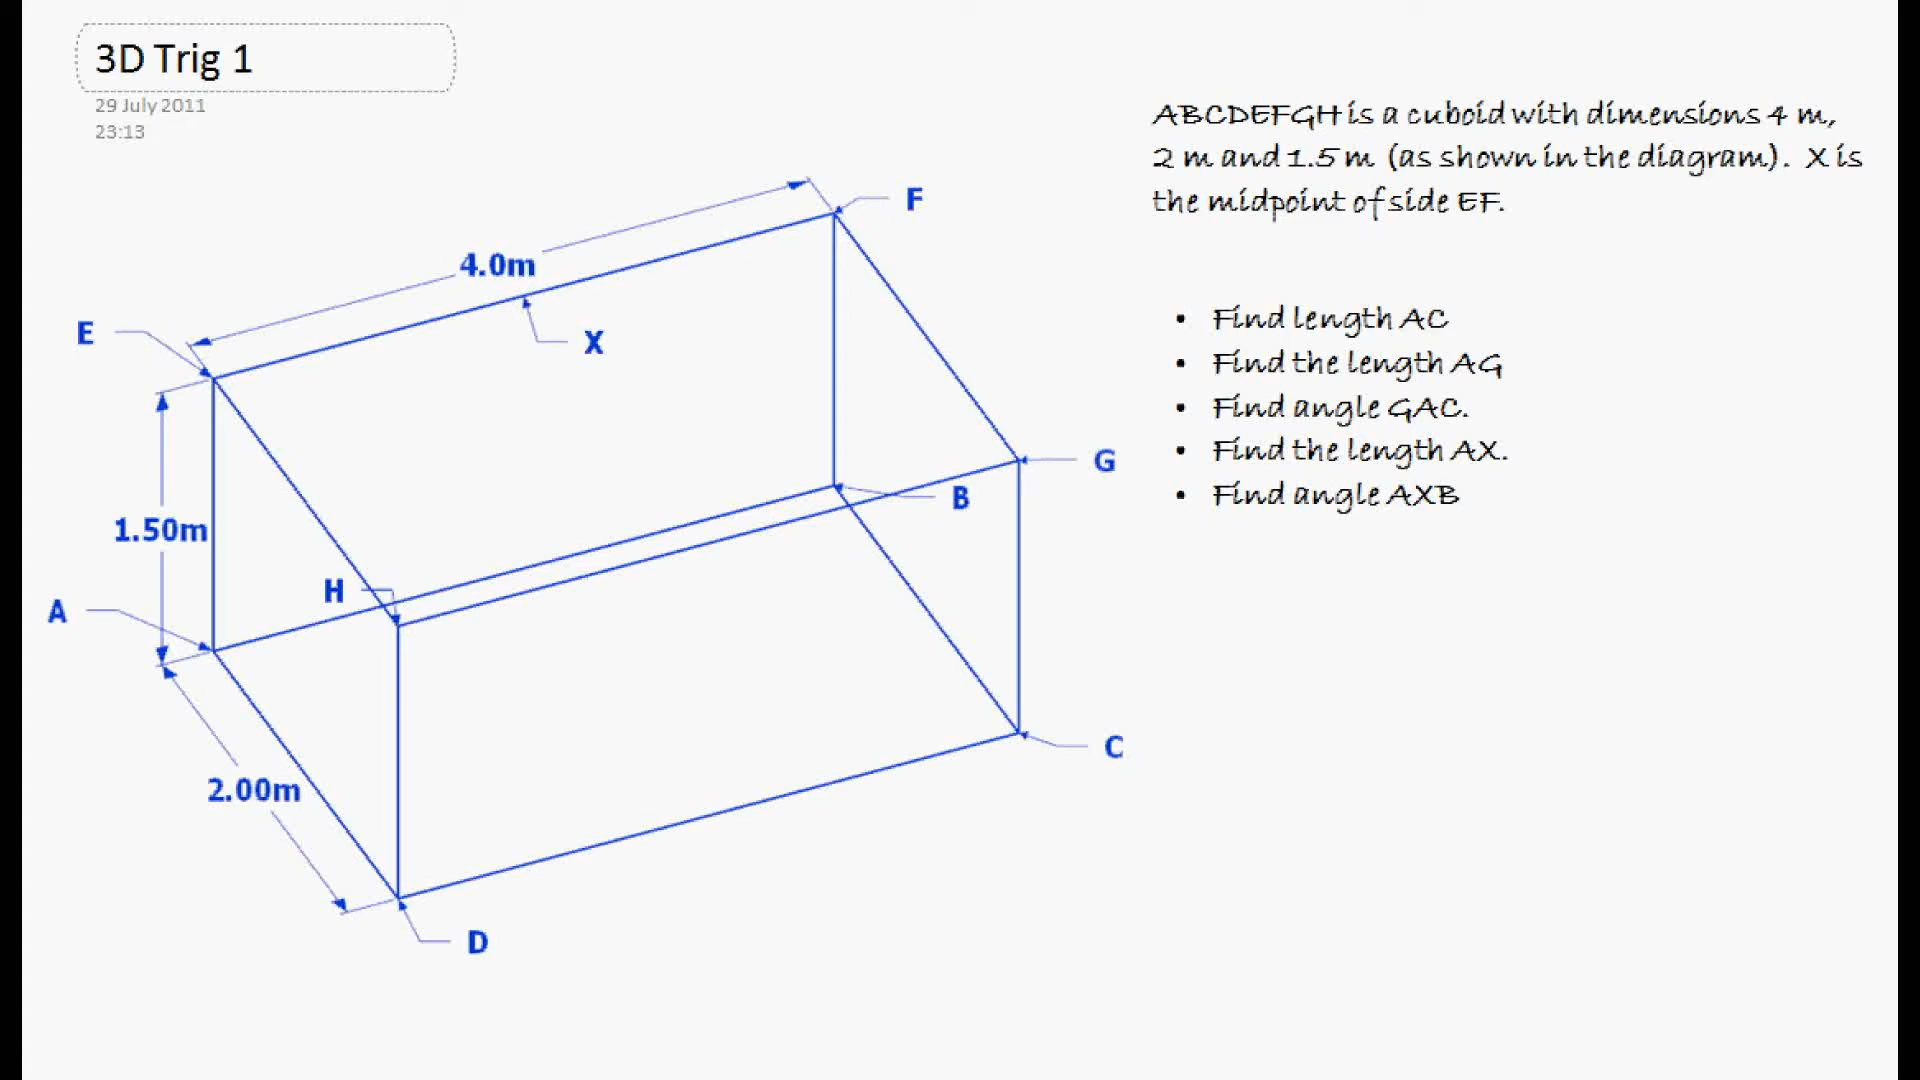 3D Trig 1
29 July 2011
23:13
ABCDEFGH is a cuboid with dimensions 4 m,
2 m and 1.5 m (as shown in the diagram). X is
the midpoint of side EF.
• Find length AC
• Find the length AG
• Find angle GAC.
• Find the length AX.
• Find angle AXB
F
4.0m
E
X
G
B
1.50m
H
A
C
2.00m
D